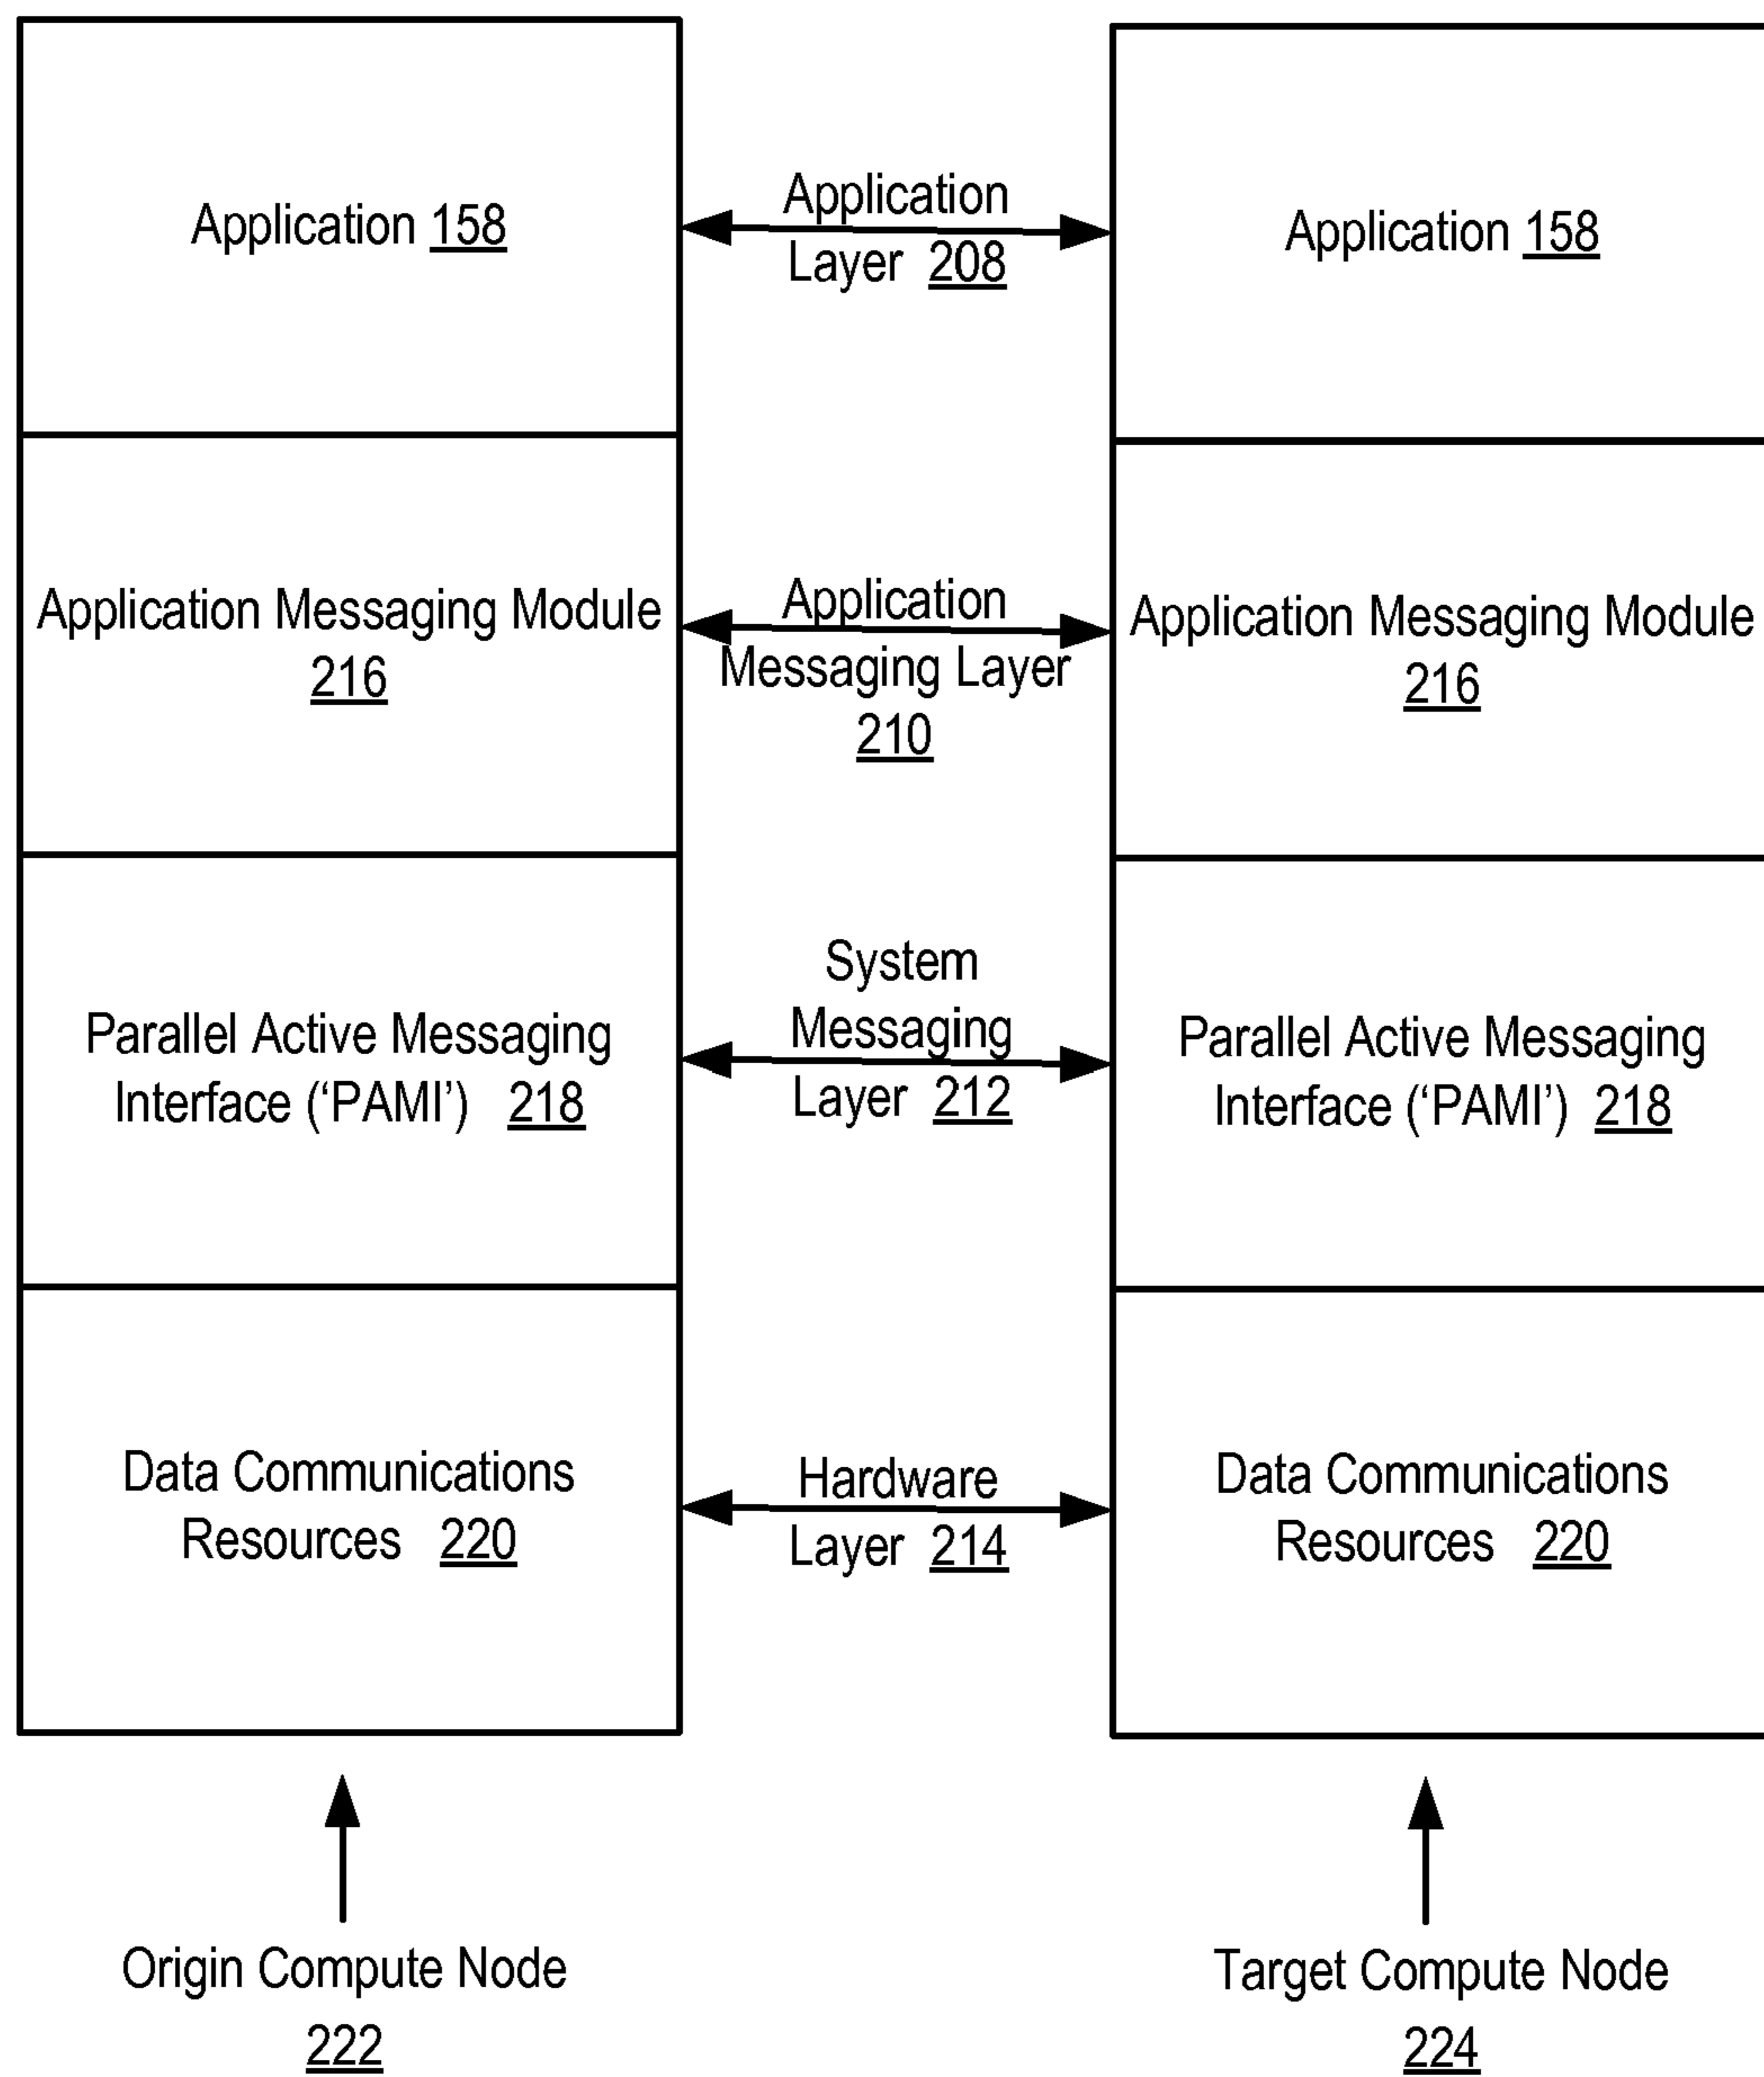 Application 158
Application
Layer 208
Application 158
Application Messaging Module
216
Application
Messaging Layer
210
Application Messaging Module
216
Parallel Active Messaging
Interface (‘PAMI’) 218
System
Messaging
Layer 212
Parallel Active Messaging
Interface (‘PAMI’) 218
Data Communications
Resources 220
Hardware
Layer 214
Data Communications
Resources 220
Origin Compute Node
222
Target Compute Node
224